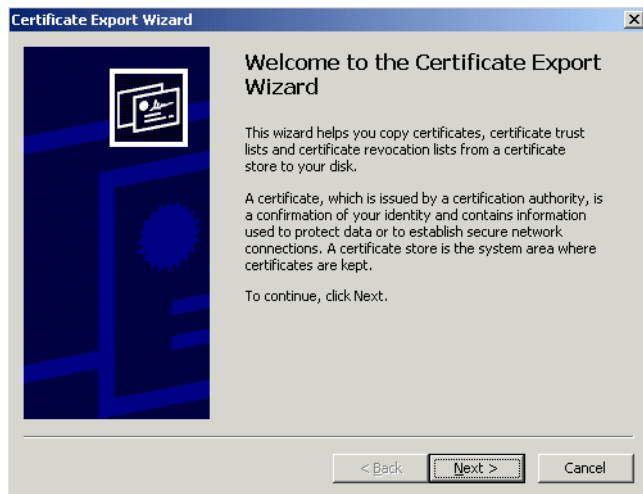 Certificate Export Wizard
Welcome to the Certificate Export
Wizard
This wizard helps you copy certificates, certificate trust
lists and certificate revocation lists from a certificate
store to your disk.
A certificate, which is issued by a certification authority, is
a confirmation of your identity and contains information
used to protect data or to establish secure network
connections. A certificate store is the system area where
certificates are kept.
To continue, click Next.
< Back Next > Cancel